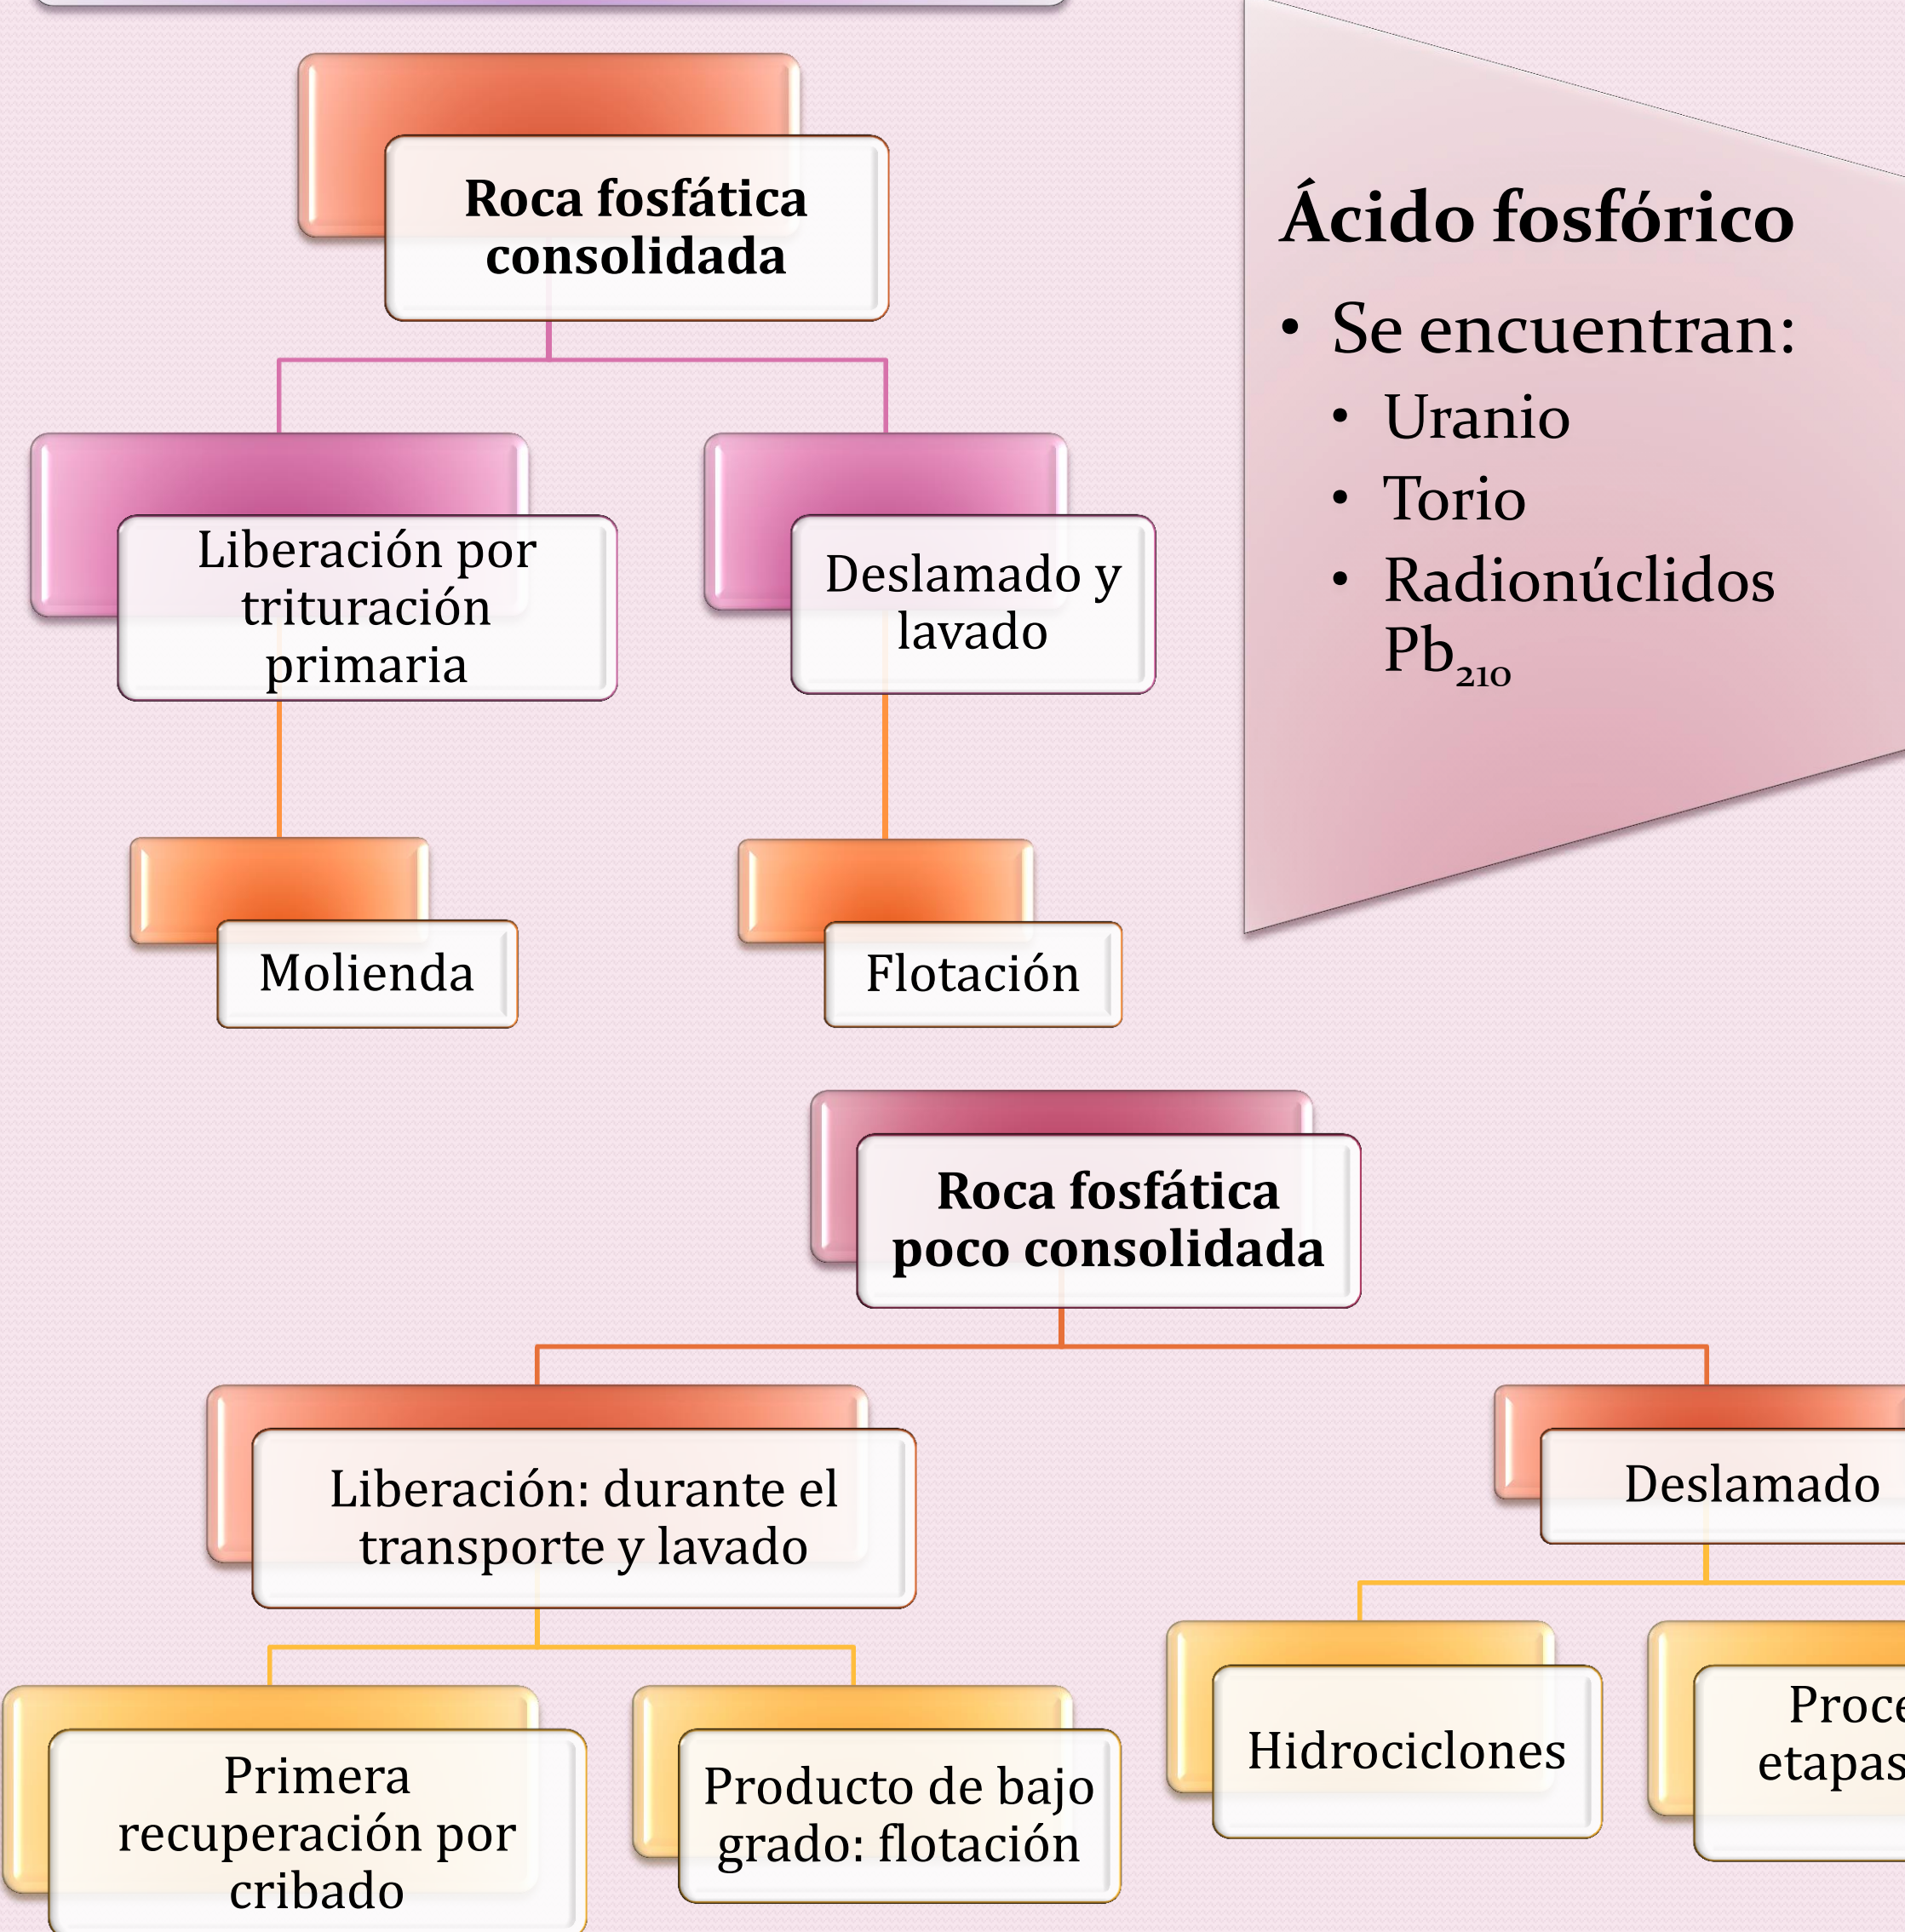 Roca fosfática
consolidada
Liberación por
trituración
primaria
Deslamado y
lavado
Molienda
Flotación
Ácido fosfórico
• Se encuentran:
• Uranio
• Torio
• Radionúclidos
Pb₂₁₀
Roca fosfática
poco consolidada
Liberación: durante el
transporte y lavado
Deslamado
Primera
recuperación por
cribado
Producto de bajo
grado: flotación
Hidrociclones
etapas